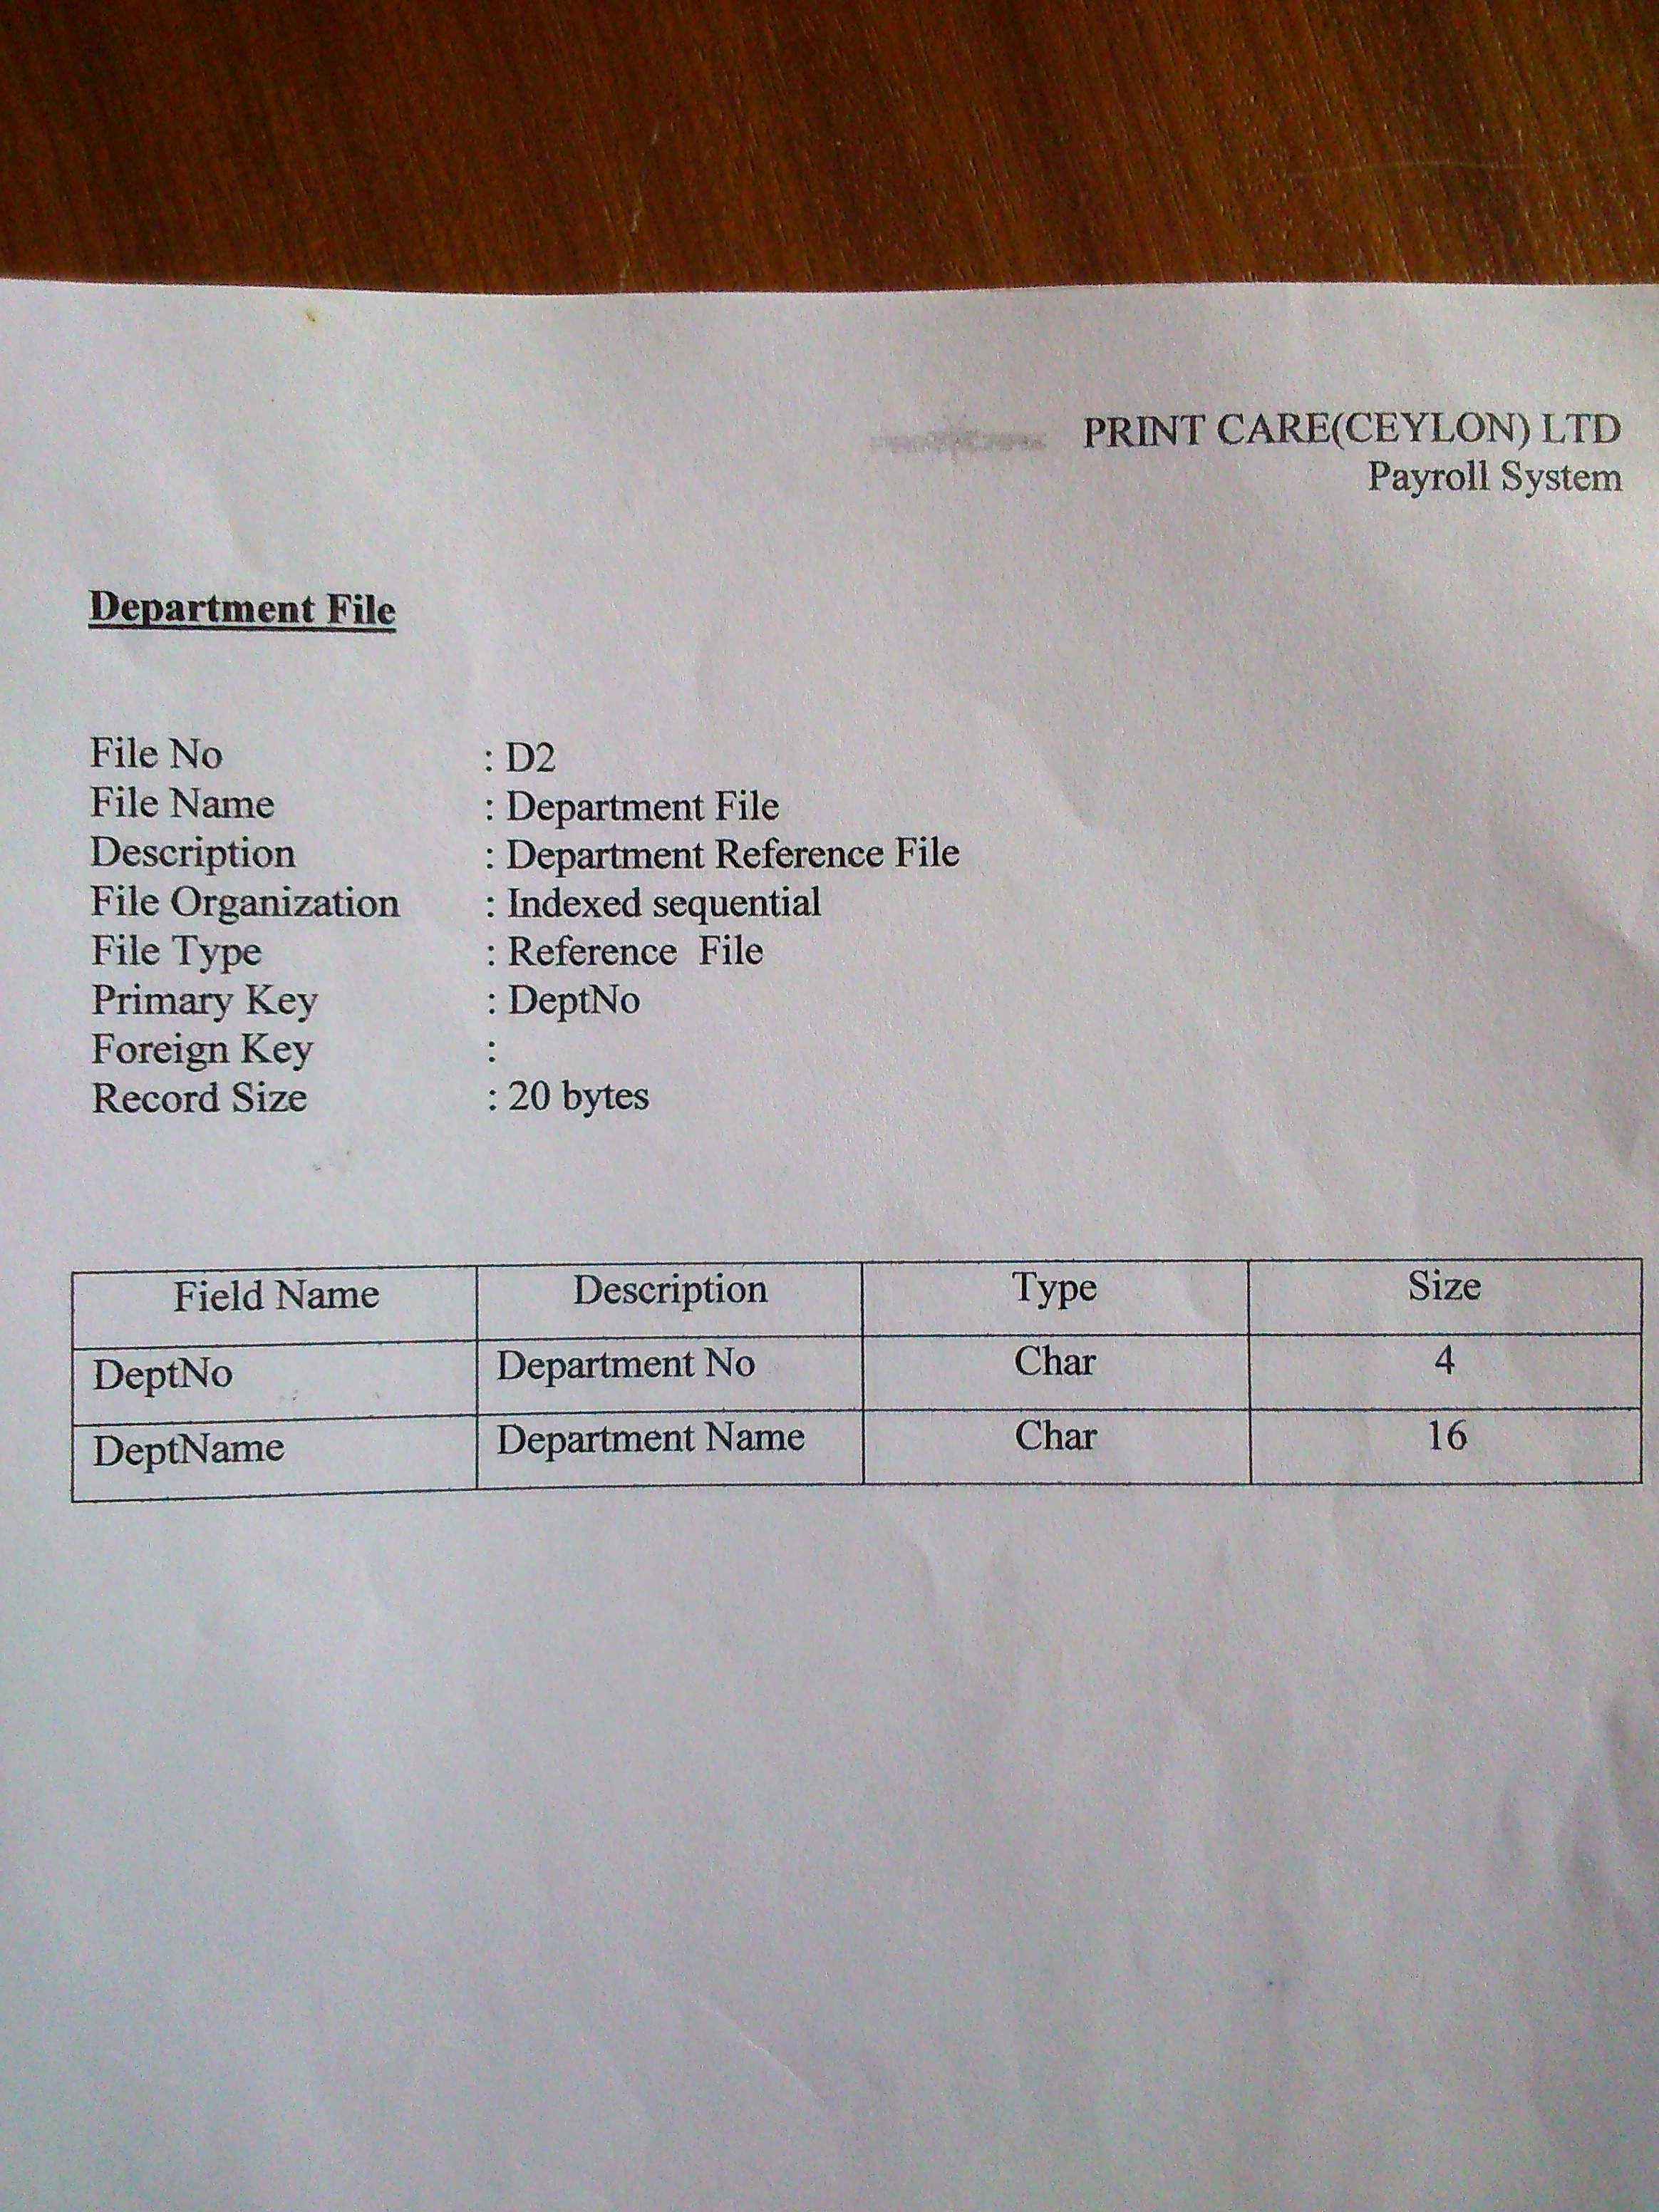 PRINT CARE(CEYLON) LTD
Payroll System
Department File
File No : D2
File Name : Department File
Description : Department Reference File
File Organization : Indexed sequential
File Type : Reference File
Primary Key : DeptNo
Foreign Key :
Record Size : 20 bytes
Field Name Description Type Size
DeptNo Department No Char 4
DeptName Department Name Char 16